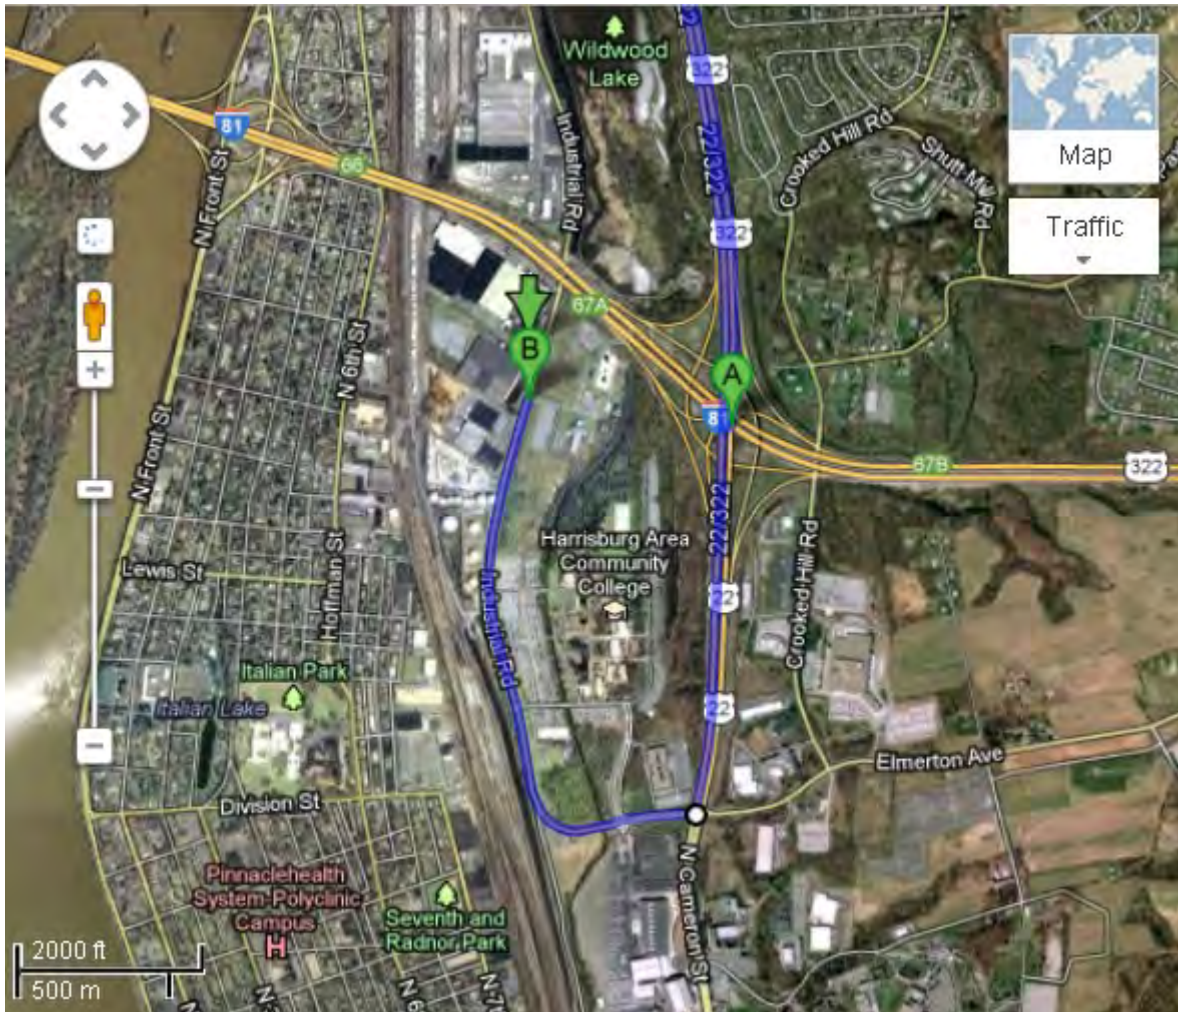 Wildwood
Lake
22
322
Map
Traffic
81
66
N Front St
Industrial Rd
22/322
Crooked Hill Rd
Shutt Mill Rd
322
67A
B
A
N 6th St
81
67B
322
N Front St
22/322
Harrisburg Area
Community
College
Lewis St
Hoffman St
Industrial Rd
22
Crooked Hill Rd
Italian Park
Italian Lake
22
Elmerton Ave
Division St
N Cameron St
Pinnaclehealth
System-Polyclinic
Campus
H
Seventh and
Radnor Park
2000 ft
500 m
N 6
N 7